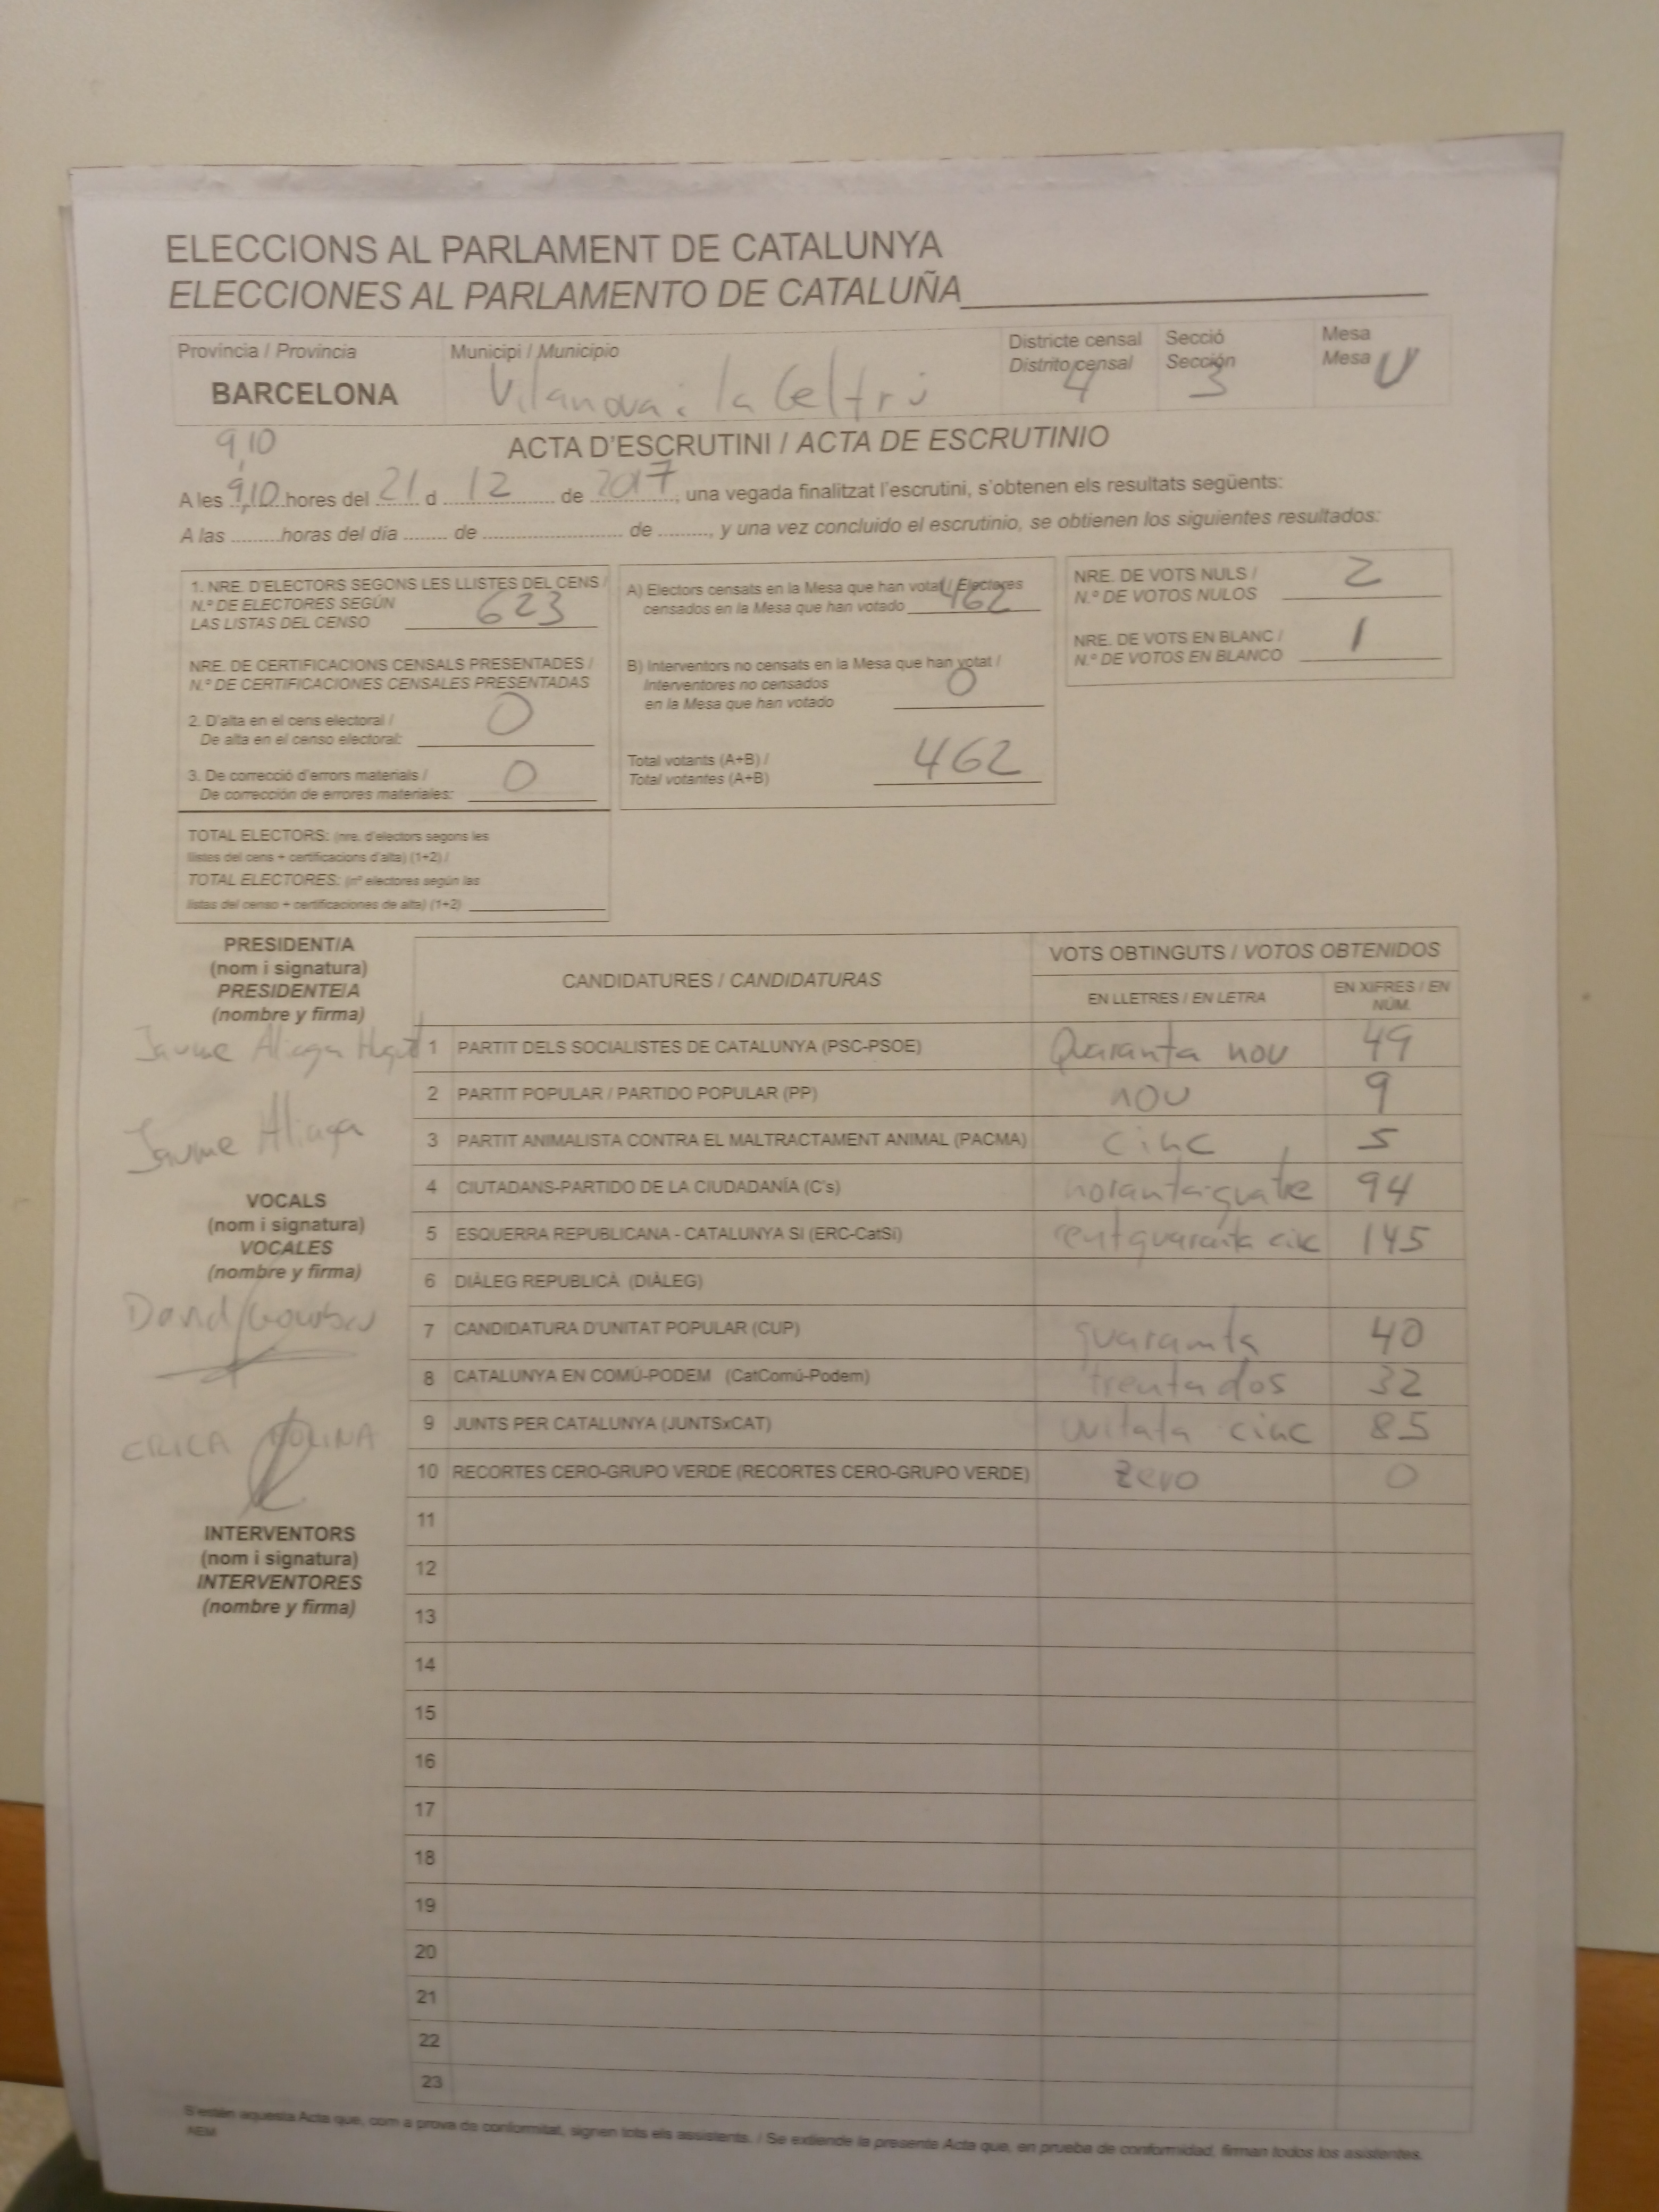 ELECCIONS AL PARLAMENT DE CATALUNYA
ELECCIONES AL PARLAMENTO DE CATALUÑA
Provincia / Provincia
Municipi / Municipio
Districte censal
Distrito censal
Secció
Sección
Mesa
Mesa
BARCELONA
Vilanova i la Geltrú
4
3
U
9,10
ACTA D'ESCRUTINI / ACTA DE ESCRUTINIO
A les 9,10 hores del 21 d 12 de 2017, una vegada finalitzat l'escrutini, s'obtenen els resultats següents:
A las ......... horas del día ........ de ........................ de ........., y una vez concluido el escrutinio, se obtienen los siguientes resultados:
1. NRE. D'ELECTORS SEGONS LES LLISTES DEL CENS /
N.º DE ELECTORES SEGÚN
LAS LISTAS DEL CENSO 623
NRE. DE CERTIFICACIONS CENSALS PRESENTADES /
N.º DE CERTIFICACIONES CENSALES PRESENTADAS
2. D'alta en el cens electoral /
De alta en el censo electoral: 0
3. De correcció d'errors materials /
De corrección de errores materiales: 0
TOTAL ELECTORS: (nre. d'electors segons les
llistes del cens + certificacions d'alta) (1+2) /
TOTAL ELECTORES: (nº electores según las
listas del censo + certificaciones de alta) (1+2)
A) Electors censats en la Mesa que han votat / Electores
censados en la Mesa que han votado 462
B) Interventors no censats en la Mesa que han votat /
Interventores no censados
en la Mesa que han votado 0
Total votants (A+B) /
Total votantes (A+B) 462
NRE. DE VOTS NULS /
N.º DE VOTOS NULOS 2
NRE. DE VOTS EN BLANC /
N.º DE VOTOS EN BLANCO 1
PRESIDENT/A
(nom i signatura)
PRESIDENTE/A
(nombre y firma)
Jaume Aliaga
Jaume Aliaga
VOCALS
(nom i signatura)
VOCALES
(nombre y firma)
David
ERICA MOLINA
INTERVENTORS
(nom i signatura)
INTERVENTORES
(nombre y firma)
CANDIDATURES / CANDIDATURAS
VOTS OBTINGUTS / VOTOS OBTENIDOS
EN LLETRES / EN LETRA
EN XIFRES / EN
NÚM.
1 PARTIT DELS SOCIALISTES DE CATALUNYA (PSC-PSOE) Quaranta nou 49
2 PARTIT POPULAR / PARTIDO POPULAR (PP) nou 9
3 PARTIT ANIMALISTA CONTRA EL MALTRACTAMENT ANIMAL (PACMA) cinc 5
4 CIUTADANS-PARTIDO DE LA CIUDADANÍA (C's) norantaiquatre 94
5 ESQUERRA REPUBLICANA - CATALUNYA SÍ (ERC-CatSí) cent quaranta cinc 145
6 DIÀLEG REPUBLICÀ (DIÀLEG)
7 CANDIDATURA D'UNITAT POPULAR (CUP) quaranta 40
8 CATALUNYA EN COMÚ-PODEM (CatComú-Podem) trenta dos 32
9 JUNTS PER CATALUNYA (JUNTSxCAT) vuitata cinc 85
10 RECORTES CERO-GRUPO VERDE (RECORTES CERO-GRUPO VERDE) zero 0
11
12
13
14
15
16
17
18
19
20
21
22
23
S'estén aquesta Acta que, com a prova de conformitat, signen tots els assistents. / Se extiende la presente Acta que, en prueba de conformidad, firman todos los asistentes.